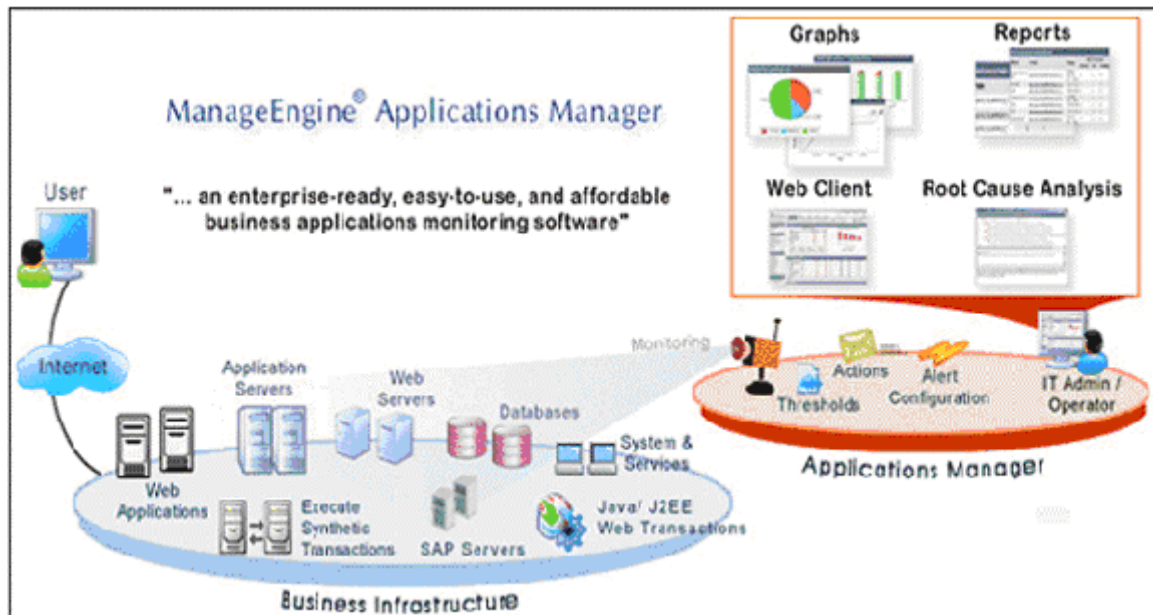 Graphs
Reports
ManageEngine® Applications Manager
User
"... an enterprise-ready, easy-to-use, and affordable
business applications monitoring software"
Web Client
Root Cause Analysis
Internet
Monitoring
Application
Servers
Web
Servers
Databases
System &
Services
Web
Applications
Execute
Synthetic
Transactions
SAP Servers
Java/ J2EE
Web Transactions
Business Infrastructure
Thresholds
Actions
Alert
Configuration
IT Admin /
Operator
Applications Manager